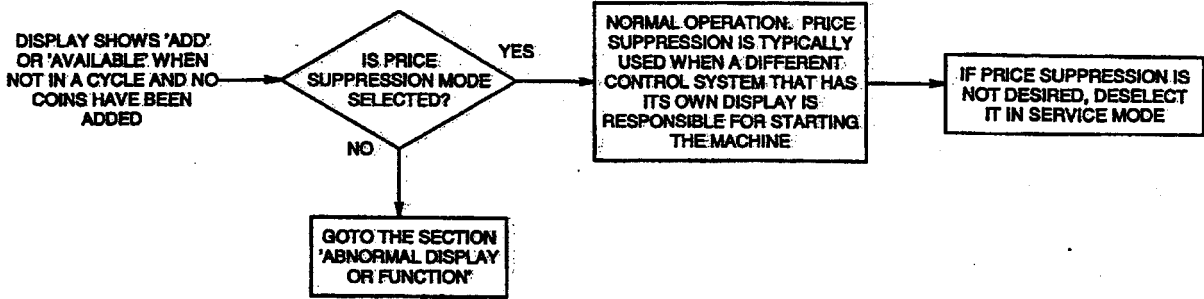 DISPLAY SHOWS 'ADD'
OR 'AVAILABLE' WHEN
NOT IN A CYCLE AND NO
COINS HAVE BEEN
ADDED
IS PRICE
SUPPRESSION MODE
SELECTED?
YES
NO
NORMAL OPERATION: PRICE
SUPPRESSION IS TYPICALLY
USED WHEN A DIFFERENT
CONTROL SYSTEM THAT HAS
ITS OWN DISPLAY IS
RESPONSIBLE FOR STARTING
THE MACHINE
IF PRICE SUPPRESSION IS
NOT DESIRED, DESELECT
IT IN SERVICE MODE
GOTO THE SECTION
'ABNORMAL DISPLAY
OR FUNCTION"